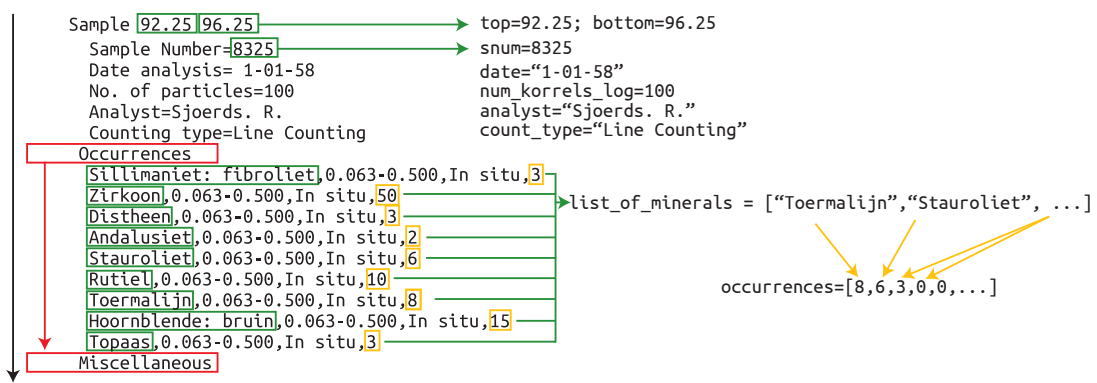 Sample 92.25 96.25
Sample Number=8325
Date analysis= 1-01-58
No. of particles=100
Analyst=Sjoerds. R.
Counting type=Line Counting
Occurrences
Sillimaniet: fibroliet,0.063-0.500,In situ,3
Zirkoon,0.063-0.500,In situ,50
Distheen,0.063-0.500,In situ,3
Andalusiet,0.063-0.500,In situ,2
Stauroliet,0.063-0.500,In situ,6
Rutiel,0.063-0.500,In situ,10
Toermalijn,0.063-0.500,In situ,8
Hoornblende: bruin,0.063-0.500,In situ,15
Topaas,0.063-0.500,In situ,3
Miscellaneous
top=92.25; bottom=96.25
snum=8325
date=“1-01-58”
num_korrels_log=100
analyst=“Sjoerds. R.”
count_type=“Line Counting”
list_of_minerals = [“Toermalijn”,“Stauroliet”, ...]
occurrences=[8,6,3,0,0,...]